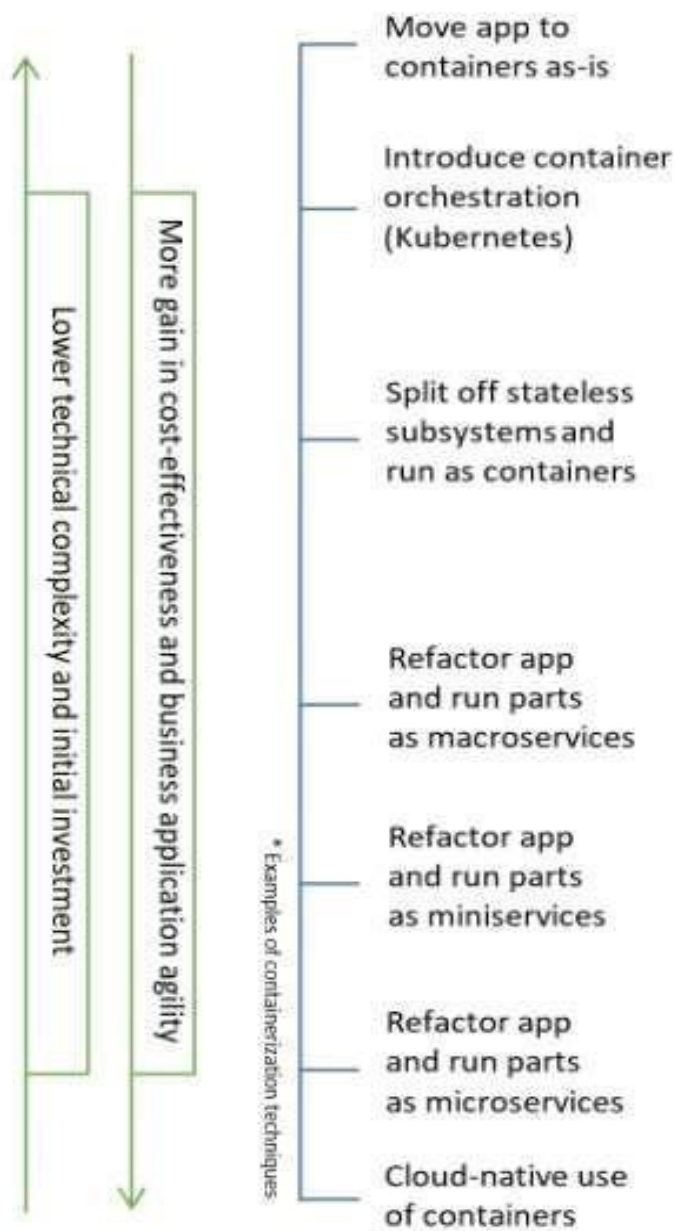 Move app to
containers as-is
Introduce container
orchestration
(Kubernetes)
Split off stateless
subsystems and
run as containers
Refactor app
and run parts
as macroservices
Refactor app
and run parts
as miniservices
Refactor app
and run parts
as microservices
Cloud-native use
of containers
Lower technical complexity and initial investment
More gain in cost-effectiveness and business application agility
* Examples of containerization techniques